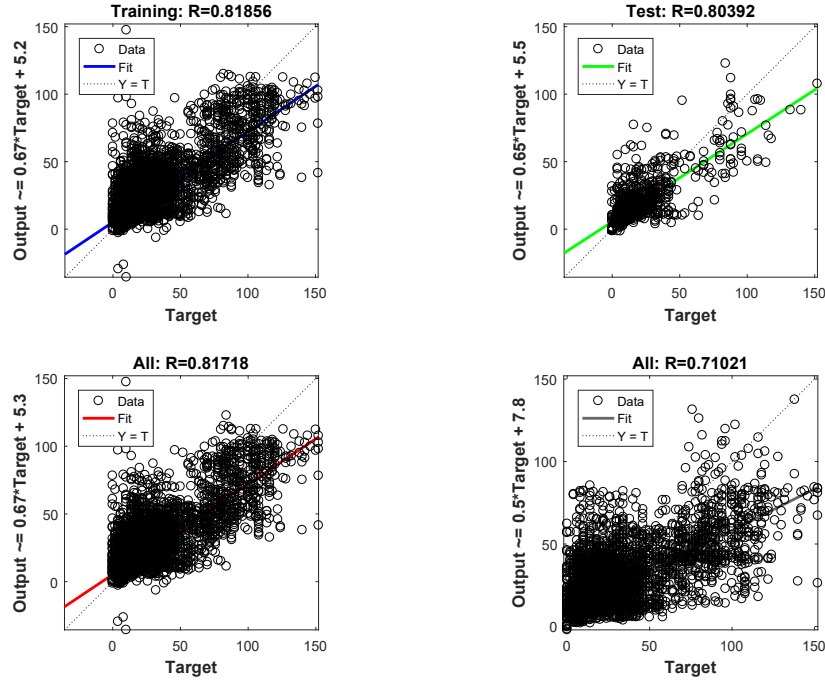 Training: R=0.81856
Output ~= 0.67*Target + 5.2
150
100
50
0
Data
Fit
Y = T
0 50 100 150
Target
Test: R=0.80392
Output ~= 0.65*Target + 5.5
150
100
50
0
Data
Fit
Y = T
0 50 100 150
Target
All: R=0.81718
Output ~= 0.67*Target + 5.3
150
100
50
0
Data
Fit
Y = T
0 50 100 150
Target
All: R=0.71021
Output ~= 0.5*Target + 7.8
150
100
50
0
Data
Fit
Y = T
0 50 100 150
Target